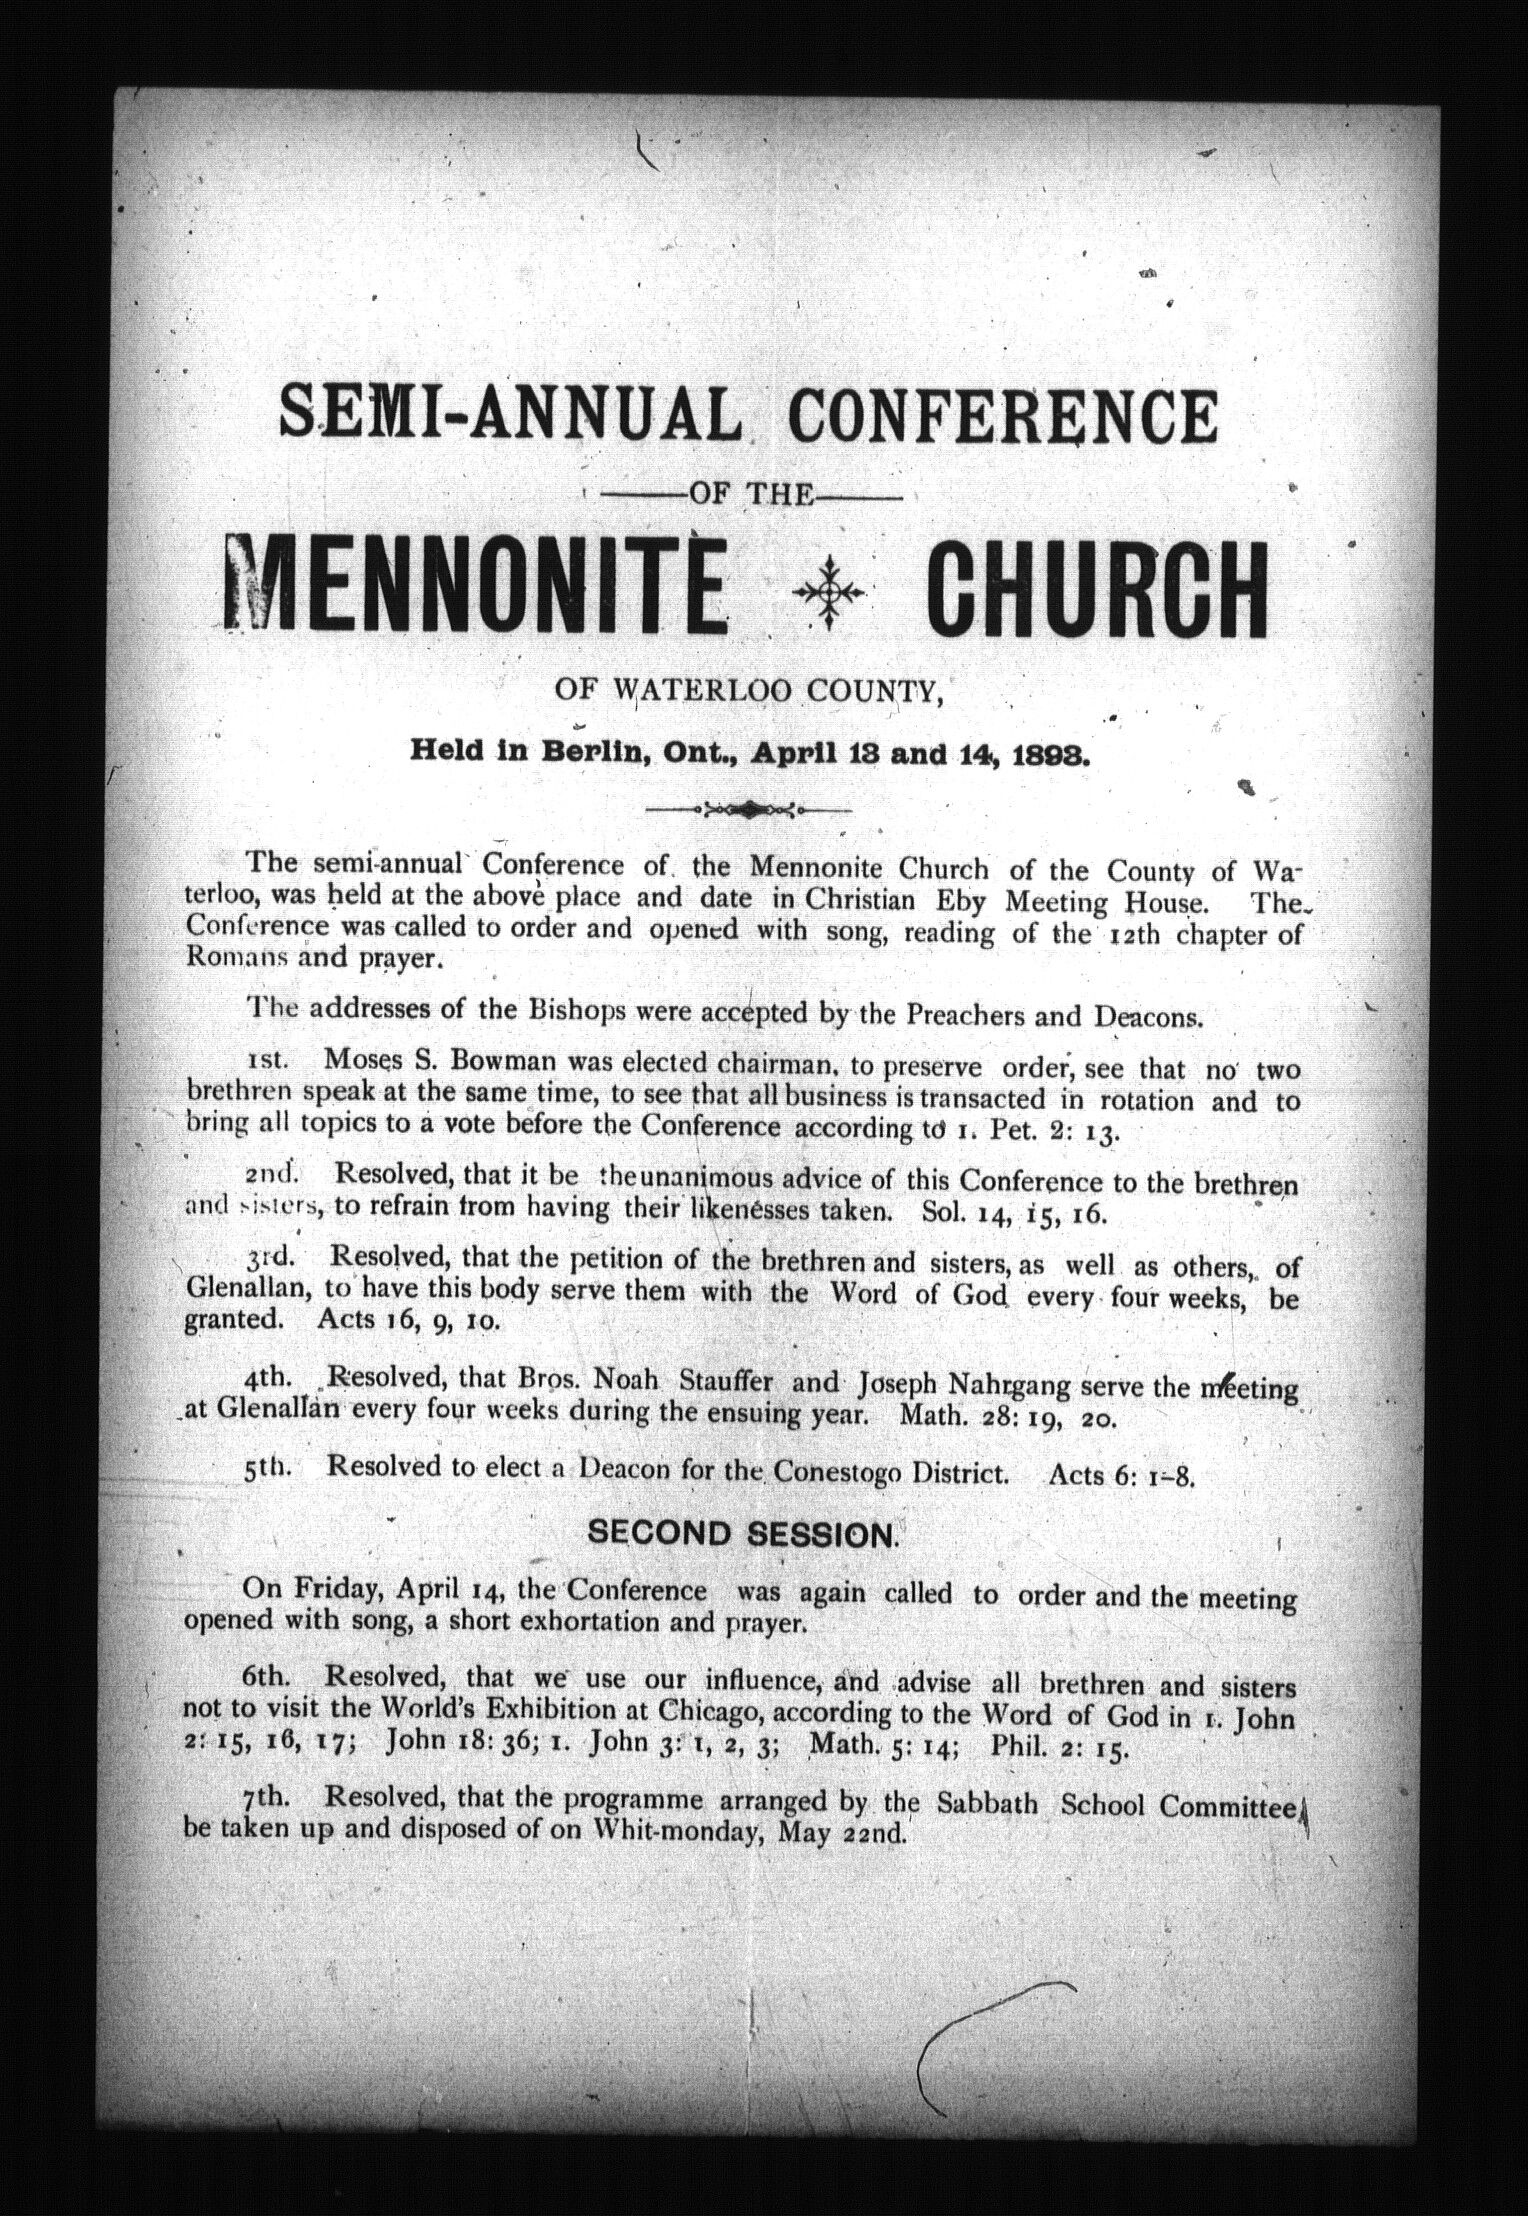 SEMI-ANNUAL CONFERENCE
OF THE
MENNONITE CHURCH
OF WATERLOO COUNTY,
Held in Berlin, Ont., April 13 and 14, 1893.
The semi-annual Conference of the Mennonite Church of the County of Wa-
terloo, was held at the above place and date in Christian Eby Meeting House. The
Conference was called to order and opened with song, reading of the 12th chapter of
Romans and prayer.
The addresses of the Bishops were accepted by the Preachers and Deacons.
1st. Moses S. Bowman was elected chairman, to preserve order, see that no two
brethren speak at the same time, to see that all business is transacted in rotation and to
bring all topics to a vote before the Conference according to 1. Pet. 2: 13.
2nd. Resolved, that it be the unanimous advice of this Conference to the brethren
and sisters, to refrain from having their likenesses taken. Sol. 14, 15, 16.
3rd. Resolved, that the petition of the brethren and sisters, as well as others, of
Glenallan, to have this body serve them with the Word of God every four weeks, be
granted. Acts 16, 9, 10.
4th. Resolved, that Bros. Noah Stauffer and Joseph Nahrgang serve the meeting
at Glenallan every four weeks during the ensuing year. Math. 28: 19, 20.
5th. Resolved to elect a Deacon for the Conestogo District. Acts 6: 1-8.
SECOND SESSION.
On Friday, April 14, the Conference was again called to order and the meeting
opened with song, a short exhortation and prayer.
6th. Resolved, that we use our influence, and advise all brethren and sisters
not to visit the World's Exhibition at Chicago, according to the Word of God in 1. John
2: 15, 16, 17; John 18: 36; 1. John 3: 1, 2, 3; Math. 5: 14; Phil. 2: 15.
7th. Resolved, that the programme arranged by the Sabbath School Committee
be taken up and disposed of on Whit-monday, May 22nd.